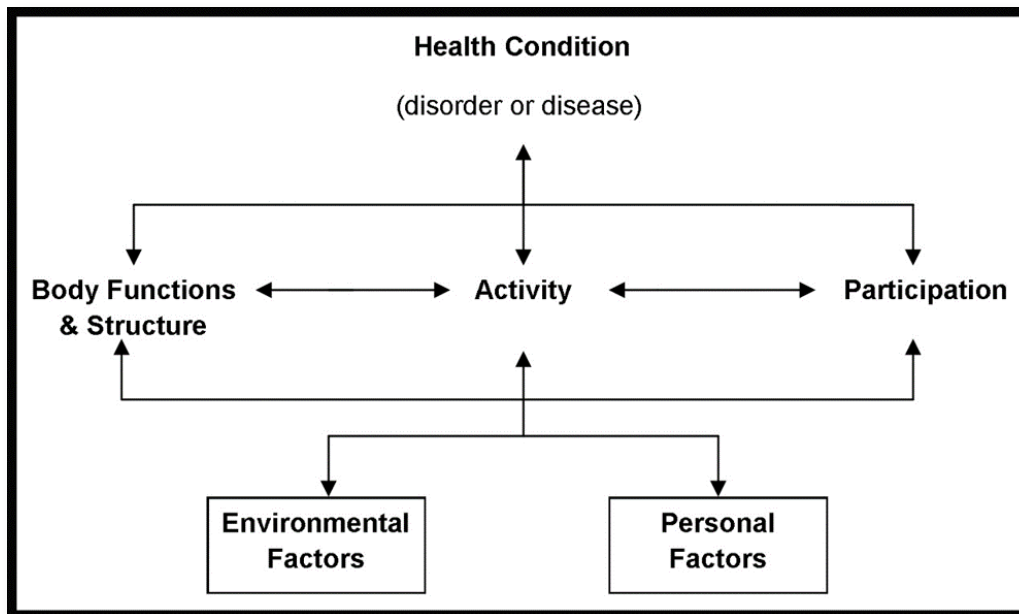 Health Condition
(disorder or disease)
Body Functions
& Structure
Activity
Participation
Environmental
Factors
Personal
Factors